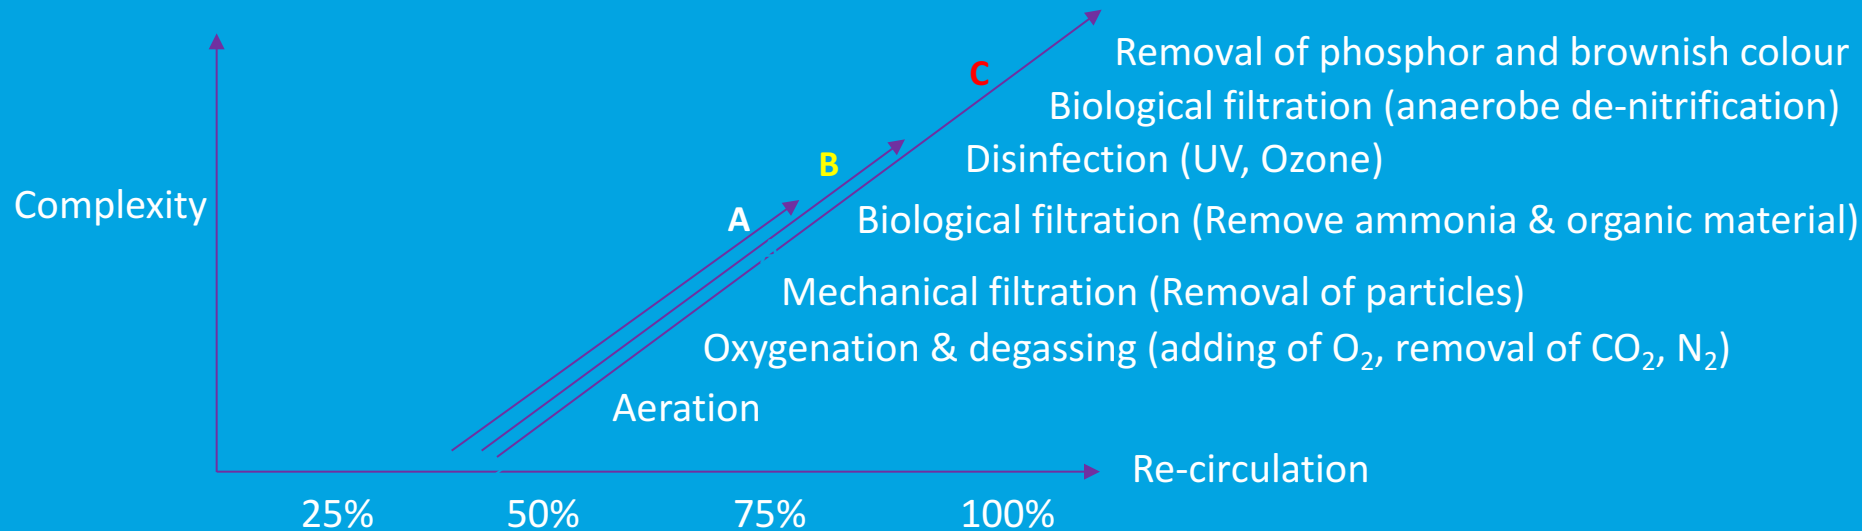 Removal of phosphor and brownish colour
C
Biological filtration (anaerobe de-nitrification)
B
Disinfection (UV, Ozone)
Complexity
A
Biological filtration (Remove ammonia & organic material)
Mechanical filtration (Removal of particles)
Oxygenation & degassing (adding of O₂, removal of CO₂, N₂)
Aeration
Re-circulation
25% 50% 75% 100%